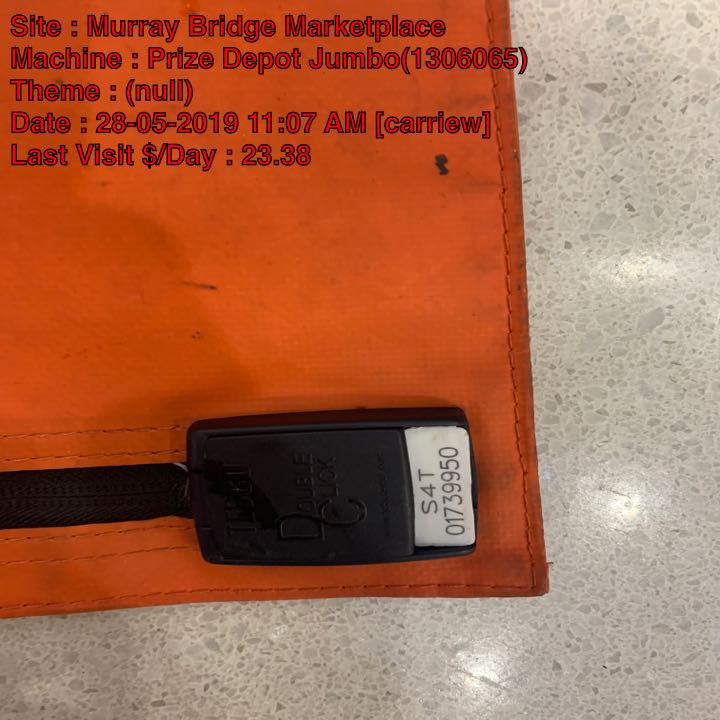 Site : Murray Bridge Marketplace
Machine : Prize Depot Jumbo(1306065)
Theme : (null)
Date : 28-05-2019 11:07 AM [carriew]
Last Visit $/Day : 23.38
DOUBLE
CLICK
S4T
01739950